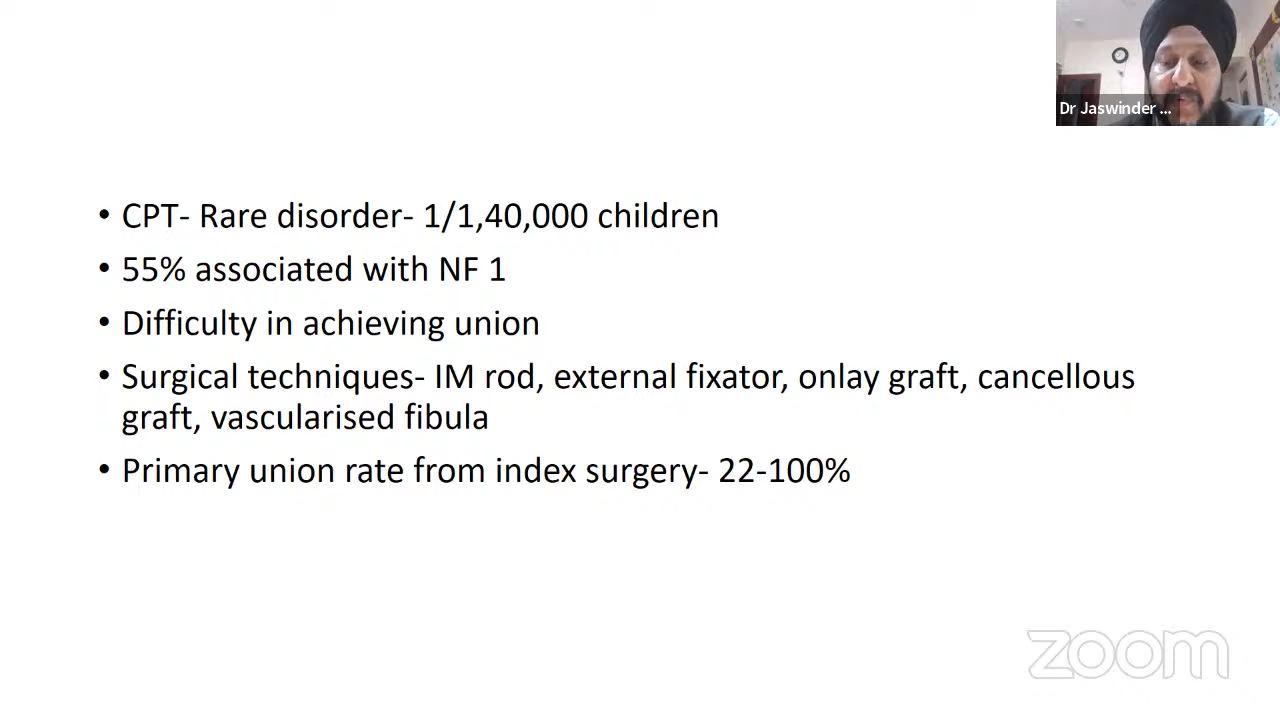 Dr Jaswinder ...
• CPT- Rare disorder- 1/1,40,000 children
• 55% associated with NF 1
• Difficulty in achieving union
• Surgical techniques- IM rod, external fixator, onlay graft, cancellous
graft, vascularised fibula
• Primary union rate from index surgery- 22-100%
zoom